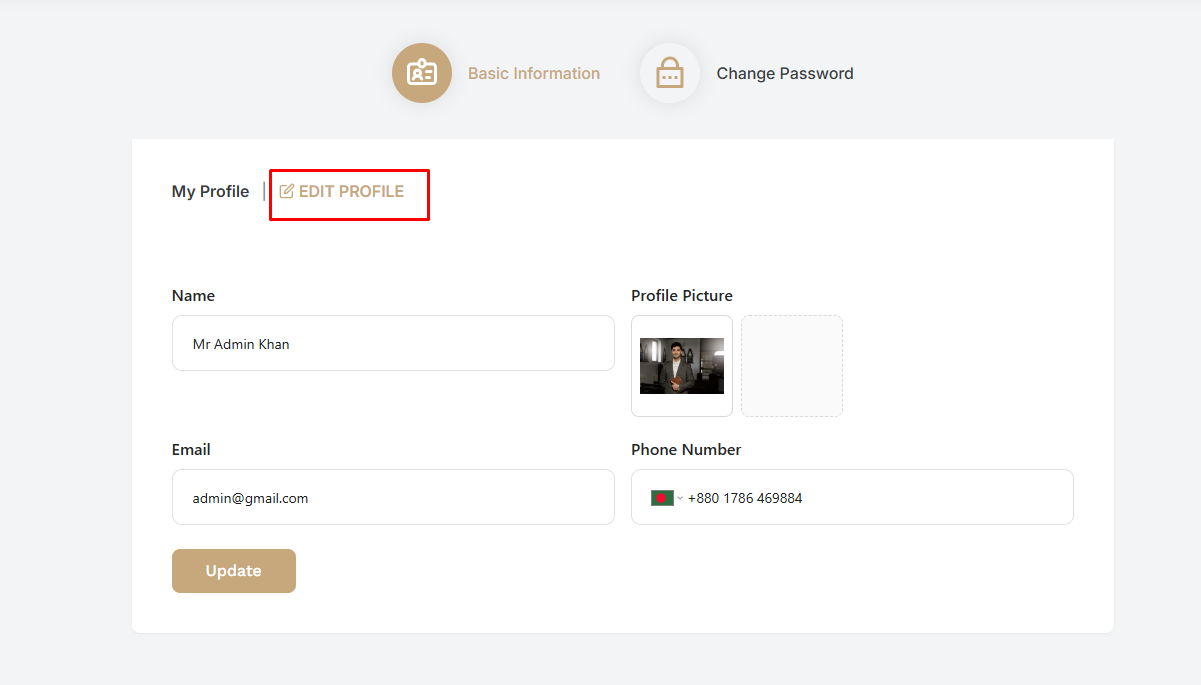 Basic Information
Change Password
My Profile
EDIT PROFILE
Name
Profile Picture
Mr Admin Khan
Email
Phone Number
admin@gmail.com
+880 1786 469884
Update